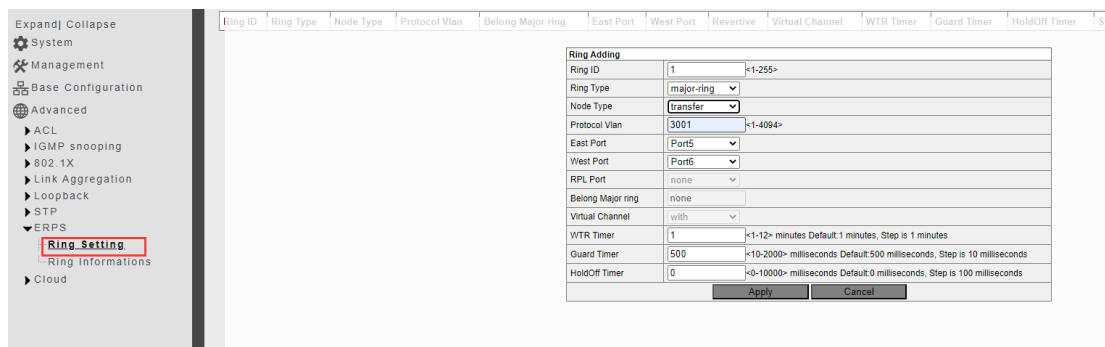 Expand| Collapse
System
Management
Base Configuration
Advanced
ACL
IGMP snooping
802.1X
Link Aggregation
Loopback
STP
ERPS
Ring Setting
Ring Informations
Cloud
Ring ID Ring Type Node Type Protocol Vlan Belong Major ring East Port West Port Revertive Virtual Channel WTR Timer Guard Timer HoldOff Timer S
Ring Adding
Ring ID 1 <1-255>
Ring Type major-ring
Node Type transfer
Protocol Vlan 3001 <1-4094>
East Port Port5
West Port Port6
RPL Port none
Belong Major ring none
Virtual Channel with
WTR Timer 1 <1-12> minutes Default:1 minutes, Step is 1 minutes
Guard Timer 500 <10-2000> milliseconds Default:500 milliseconds, Step is 10 milliseconds
HoldOff Timer 0 <0-10000> milliseconds Default:0 milliseconds, Step is 100 milliseconds
Apply Cancel